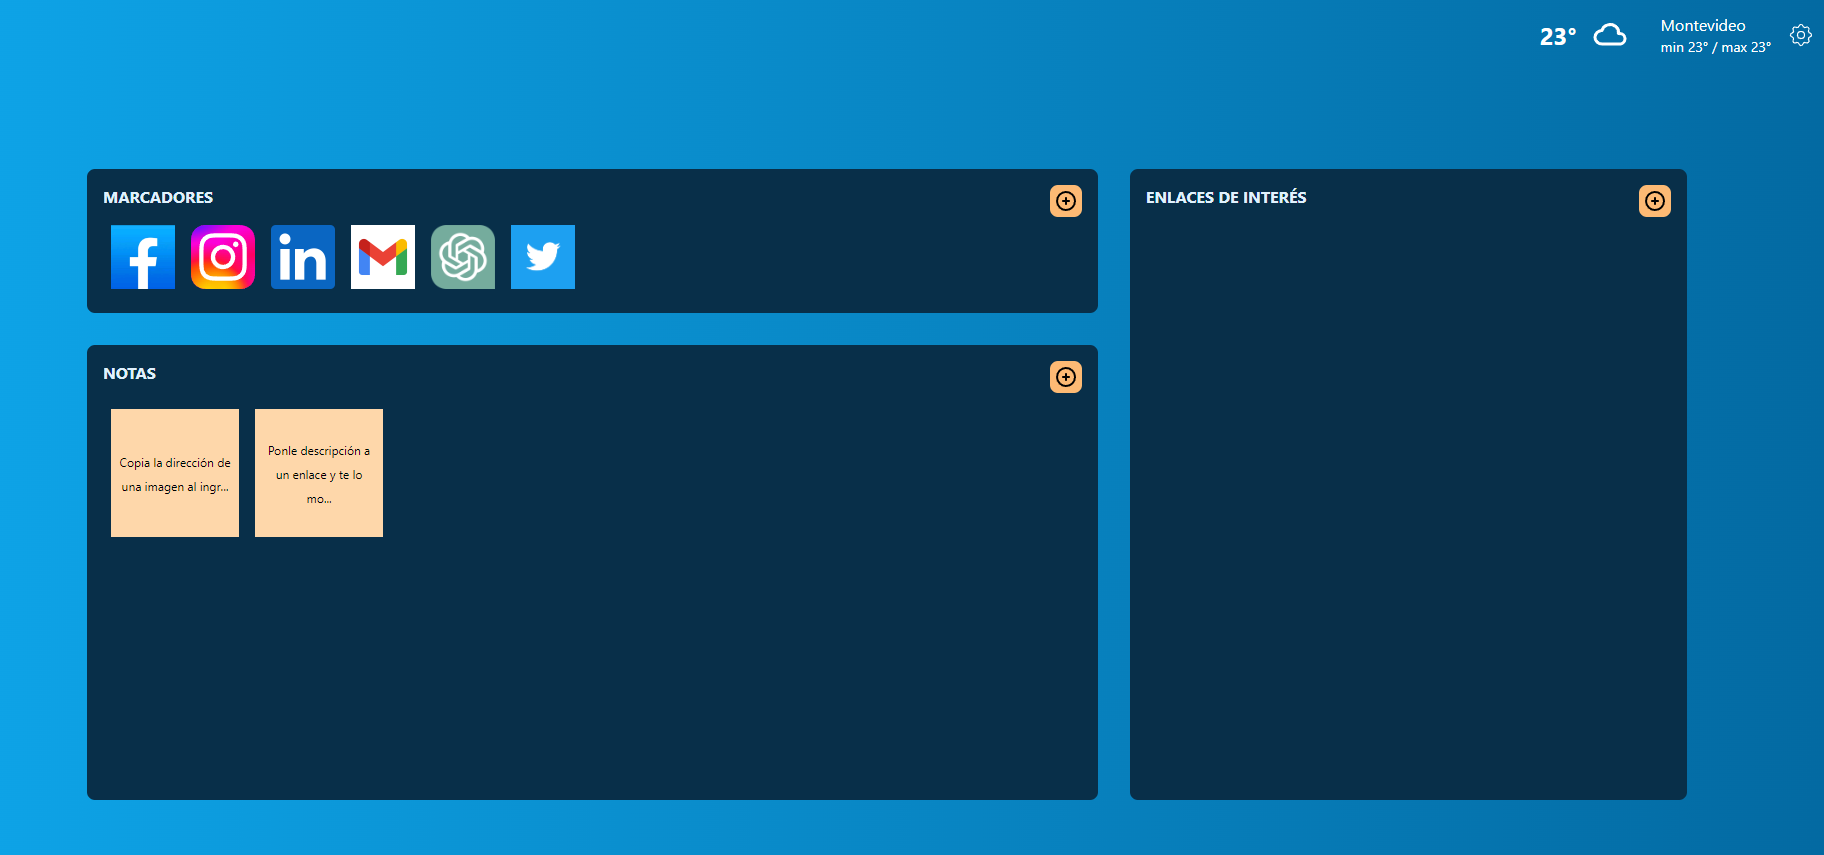 23°
Montevideo
min 23° / max 23°
MARCADORES
ENLACES DE INTERÉS
NOTAS
Copia la dirección de
una imagen al ingr...
Ponle descripción a
un enlace y te lo
mo...